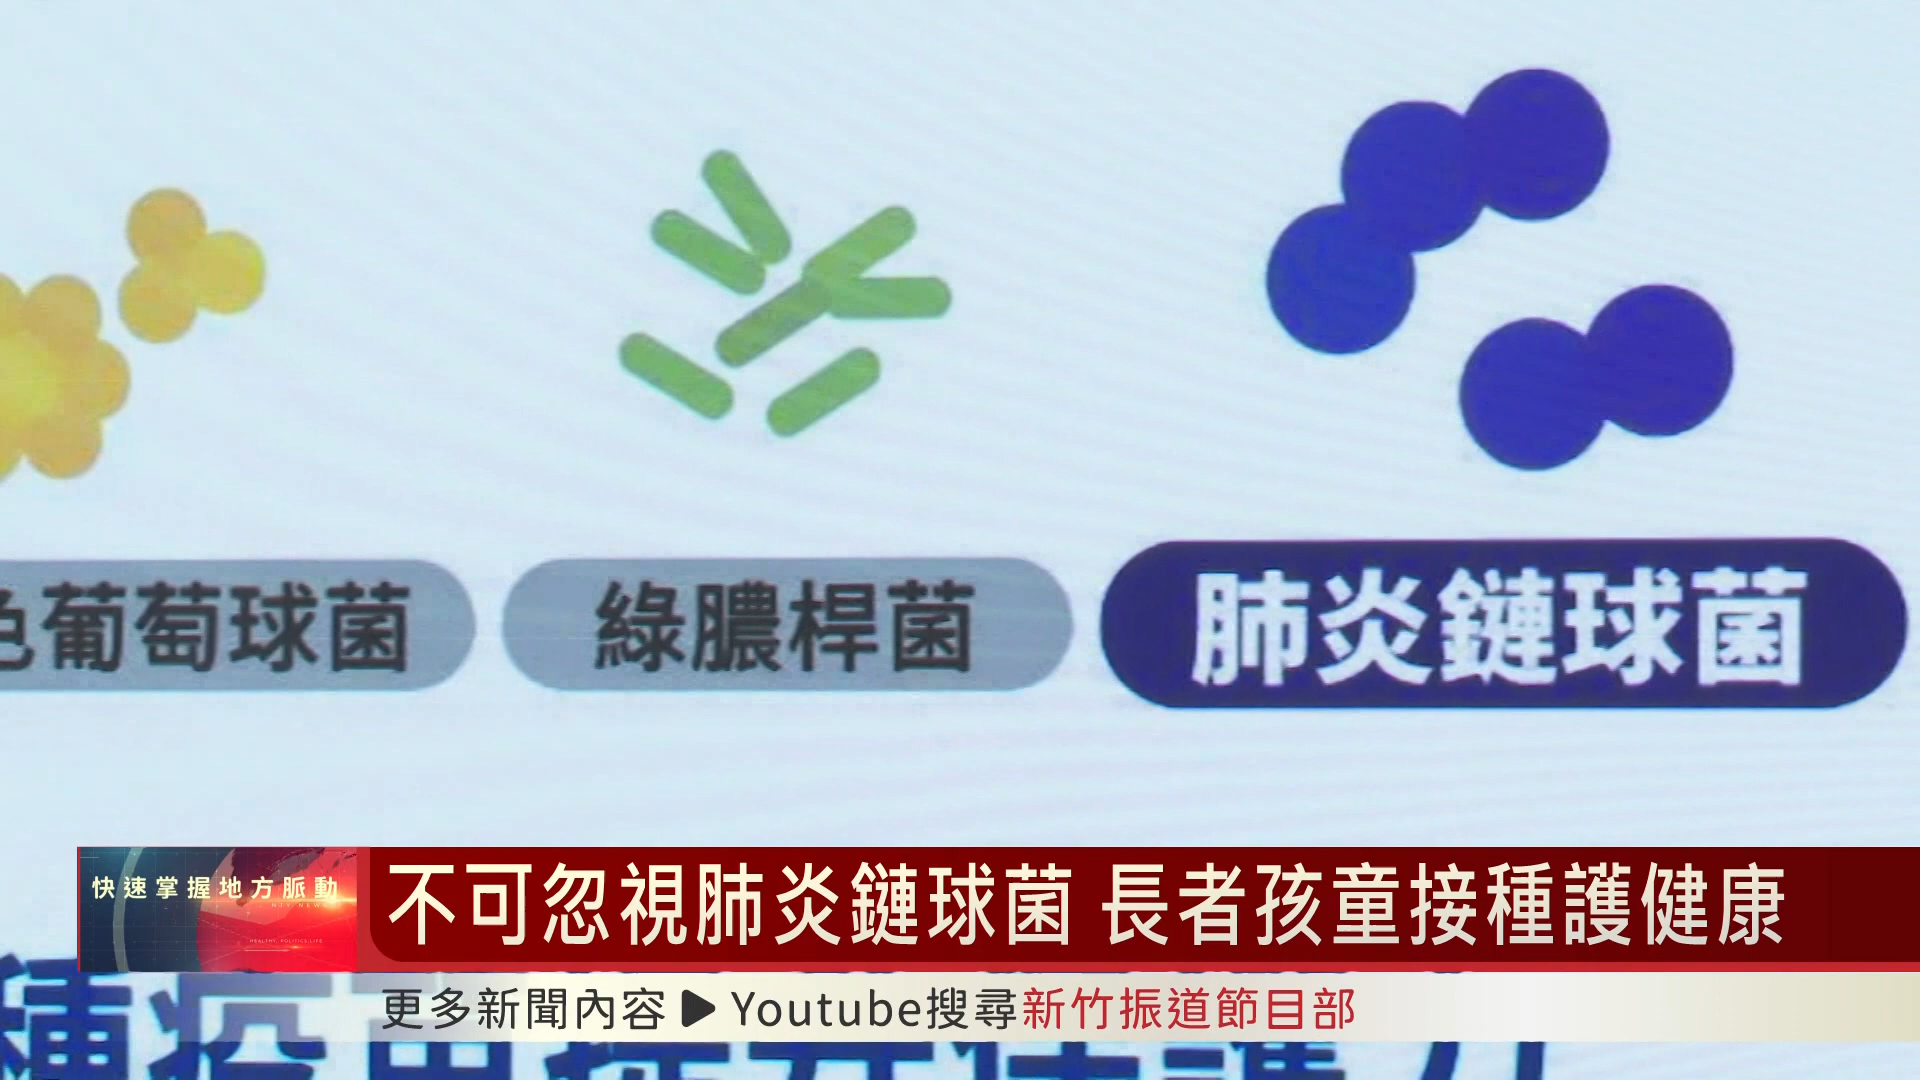 色葡萄球菌
綠膿桿菌
肺炎鏈球菌
快速掌握地方脈動
HEALTHY, POLITICS, LIFE
不可忽視肺炎鏈球菌 長者孩童接種護健康
更多新聞內容▶Youtube搜尋新竹振道節目部